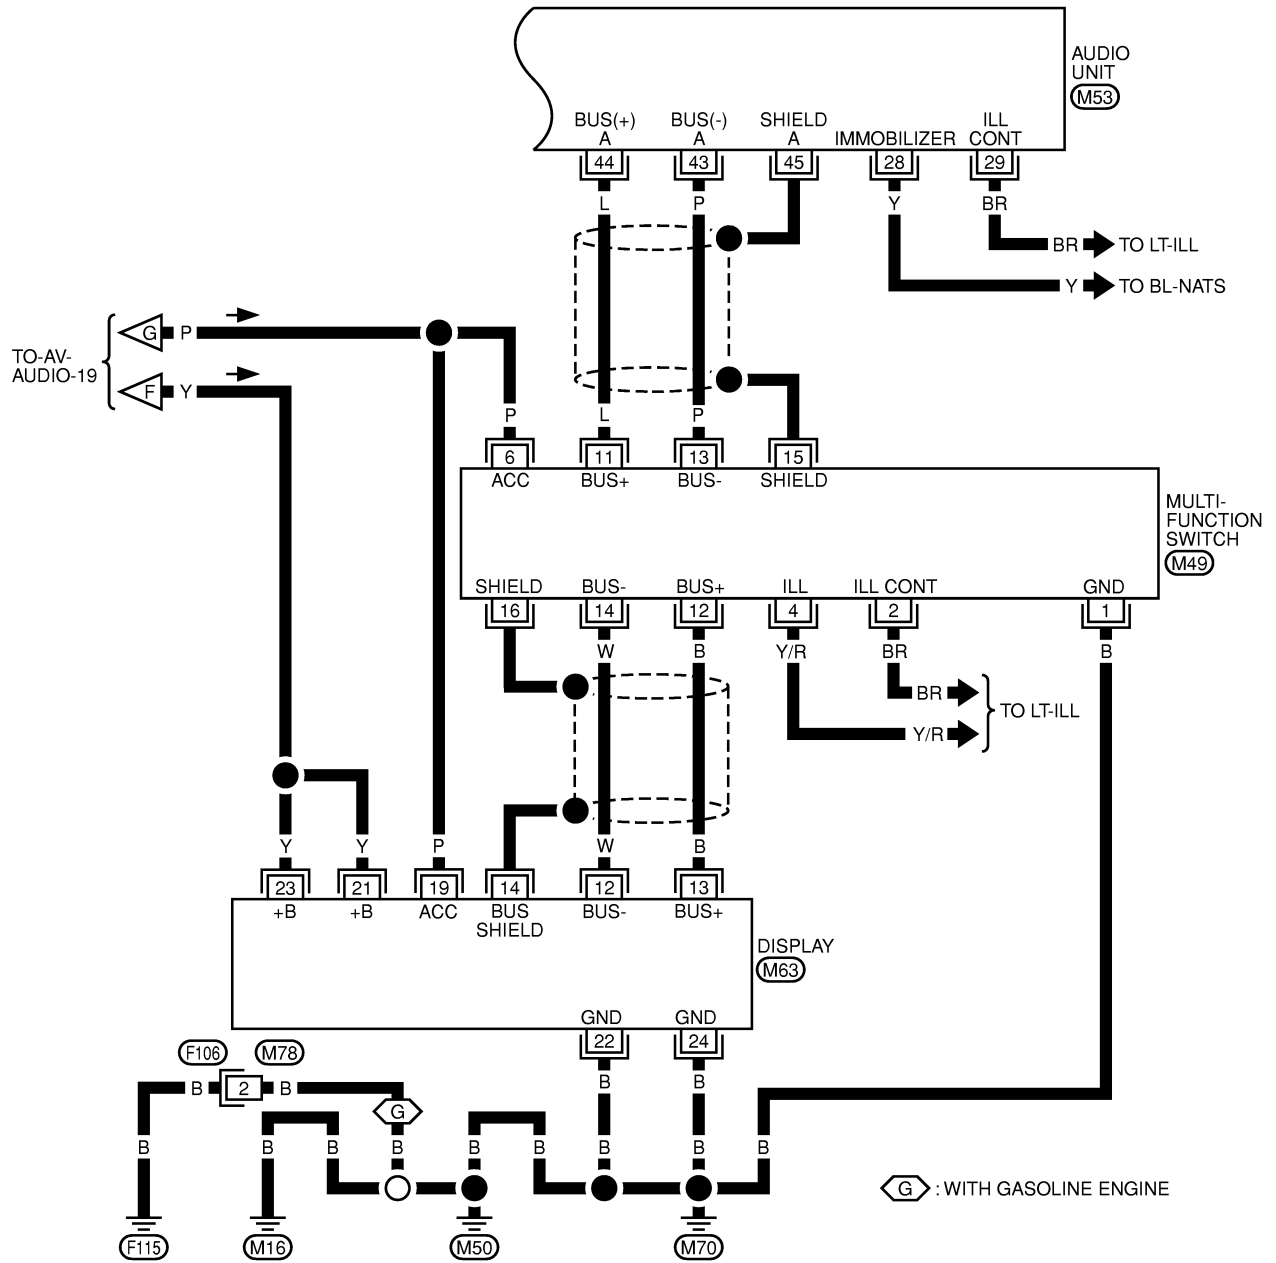 AUDIO
UNIT
M53
BUS(+) BUS(-) SHIELD ILL
A A A IMMOBILIZER CONT
44 43 45 28 29
L P Y BR
BR TO LT-ILL
Y TO BL-NATS
G P
TO-AV-
AUDIO-19
F Y
P L P
6 11 13 15
ACC BUS+ BUS- SHIELD
MULTI-
FUNCTION
SWITCH
M49
SHIELD BUS- BUS+ ILL ILL CONT GND
16 14 12 4 2 1
W B Y/R BR B
BR
TO LT-ILL
Y/R
Y Y P W B
23 21 19 14 12 13
+B +B ACC BUS BUS- BUS+
SHIELD
DISPLAY
M63
GND GND
22 24
F106 M78
B 2 B
B B
G
B B B B B B B B B
G : WITH GASOLINE ENGINE
F115 M16 M50 M70